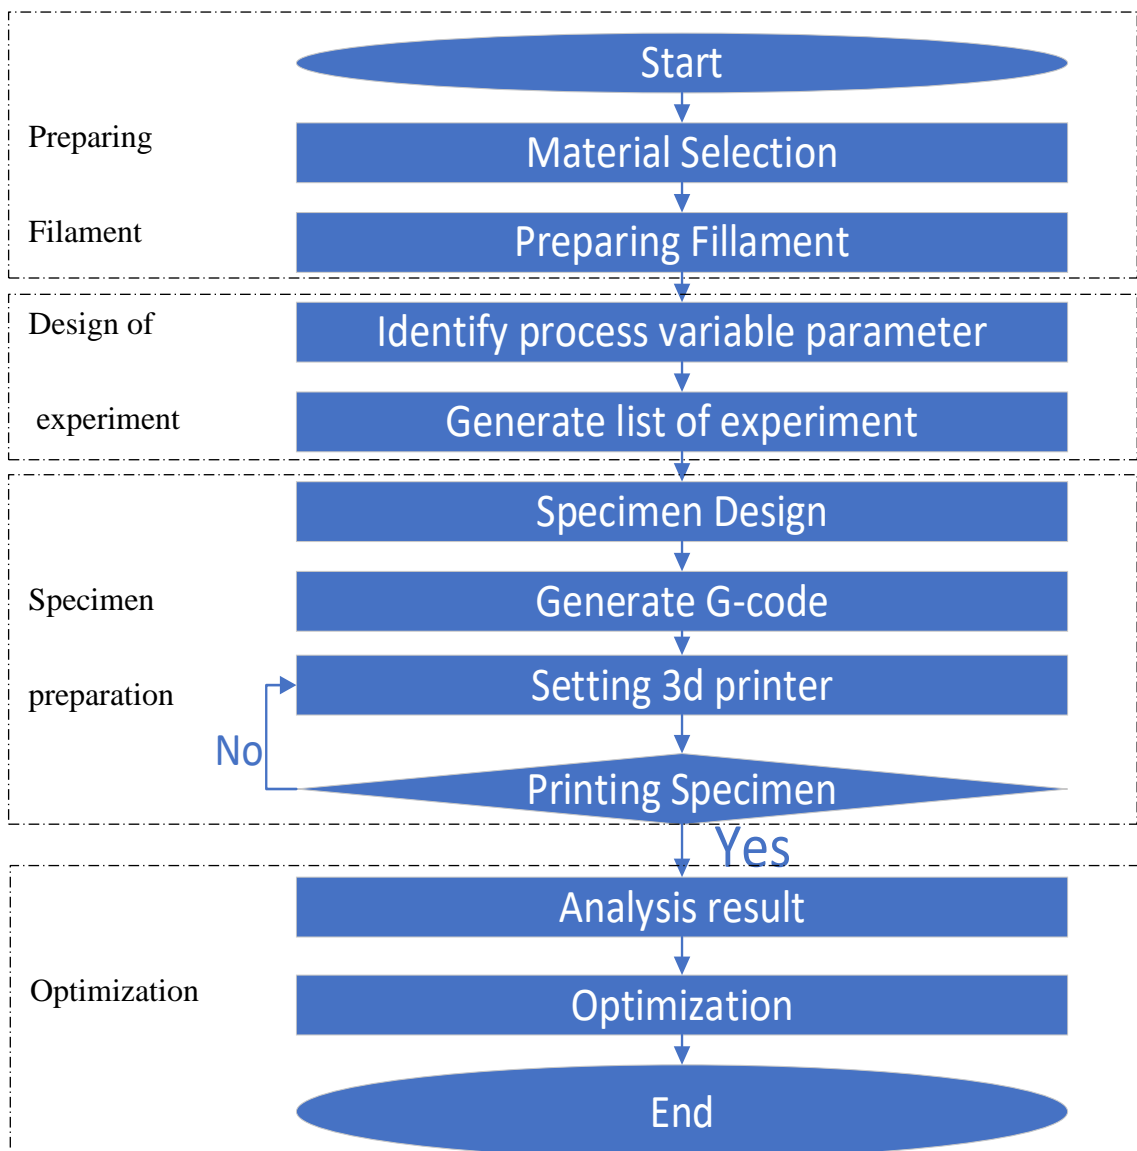 Start
Preparing
Material Selection
Filament
Preparing Fillament
Design of
Identify process variable parameter
experiment
Generate list of experiment
Specimen Design
Specimen
Generate G-code
preparation
Setting 3d printer
No
Printing Specimen
Yes
Analysis result
Optimization
Optimization
End